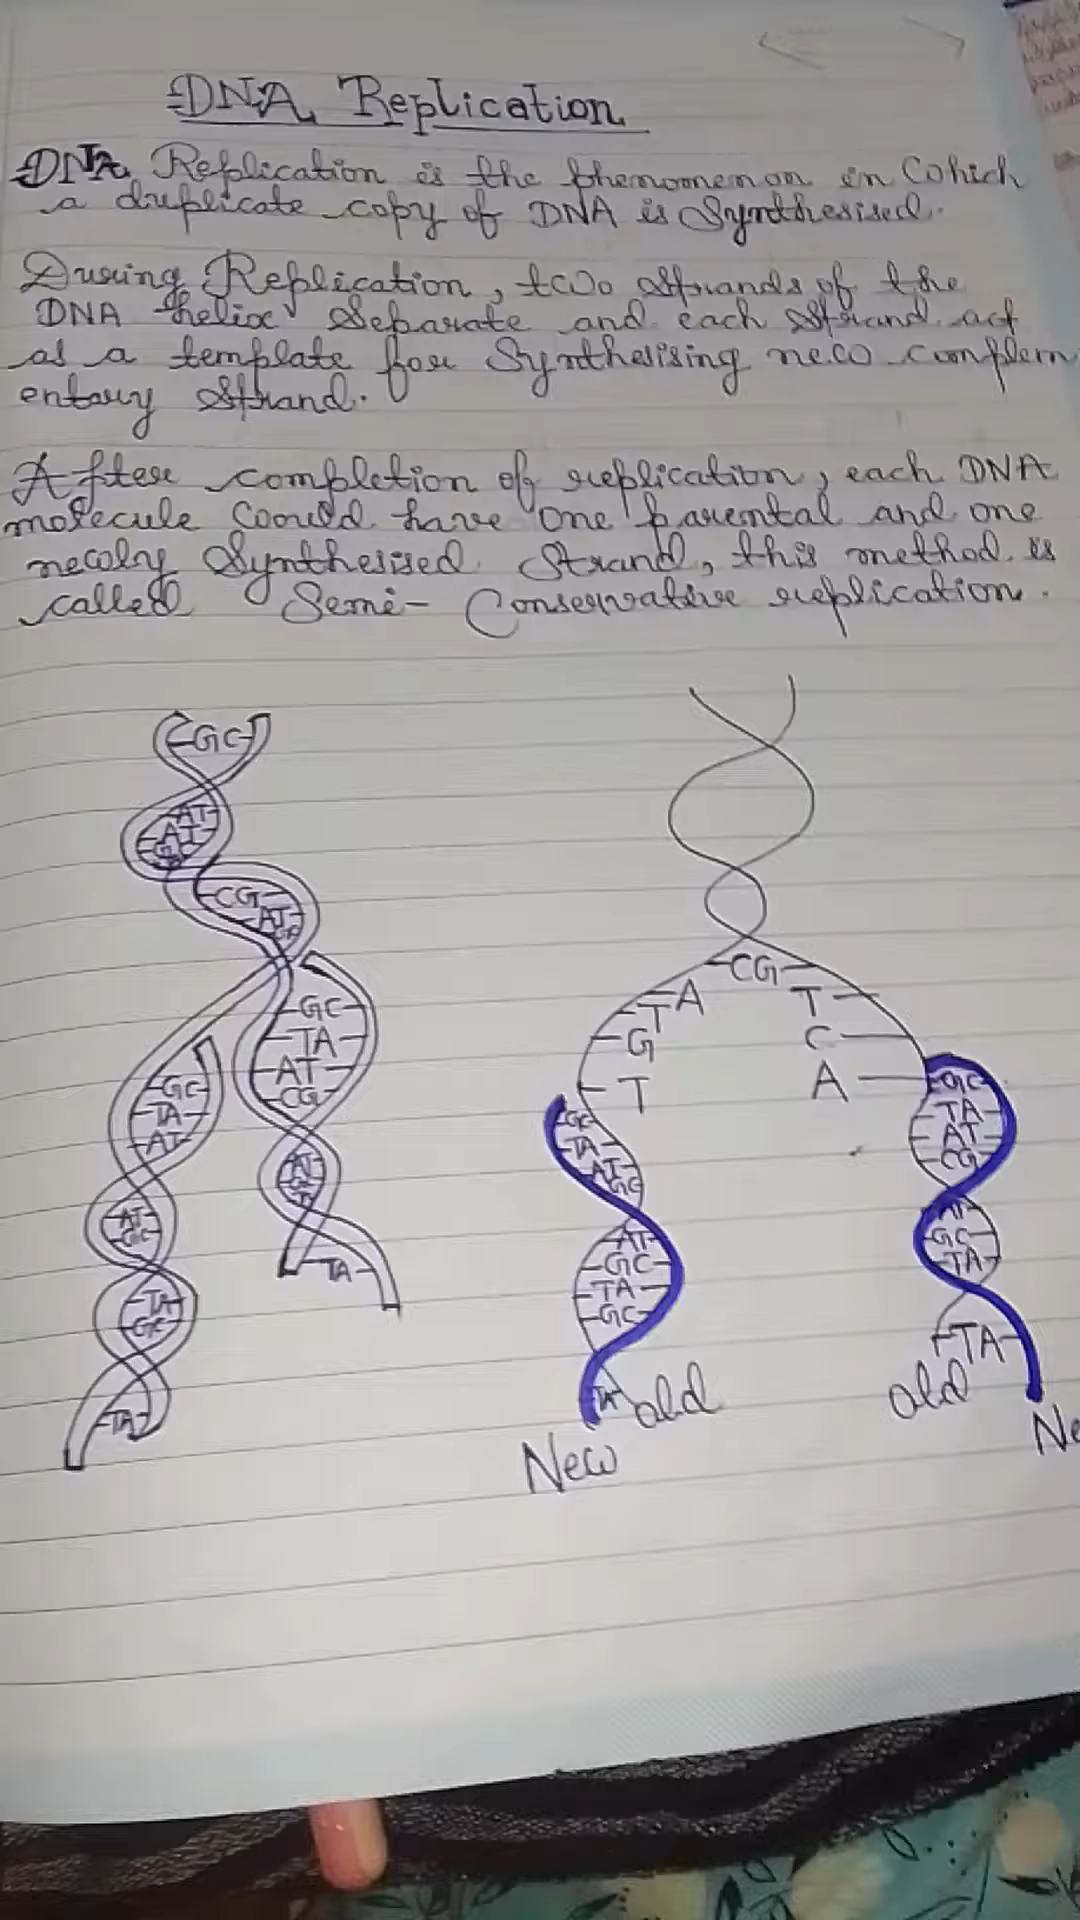 DNA Replication
DNA Replication is the phenomenon in which
a duplicate copy of DNA is Synthesised.
During Replication, two strands of the
DNA helix Separate and each strand act
as a template for Synthesising new complem
entary strand.
After completion of replication, each DNA
molecule would have one parental and one
newly Synthesised Strand, this method is
called Semi-Conservative replication.
GC
AT
AT
G
CG
AT
GC
TA
AT
CG
GC
TA
AT
AT
GC
AT
TA
TA
GC
TA
CG
T A
T
G
C
T
A
GC
TA
AT
GC
AT
GC
TA
GC
TA
old
New
GC
TA
AT
CG
AT
GC
TA
TA
old
Ne